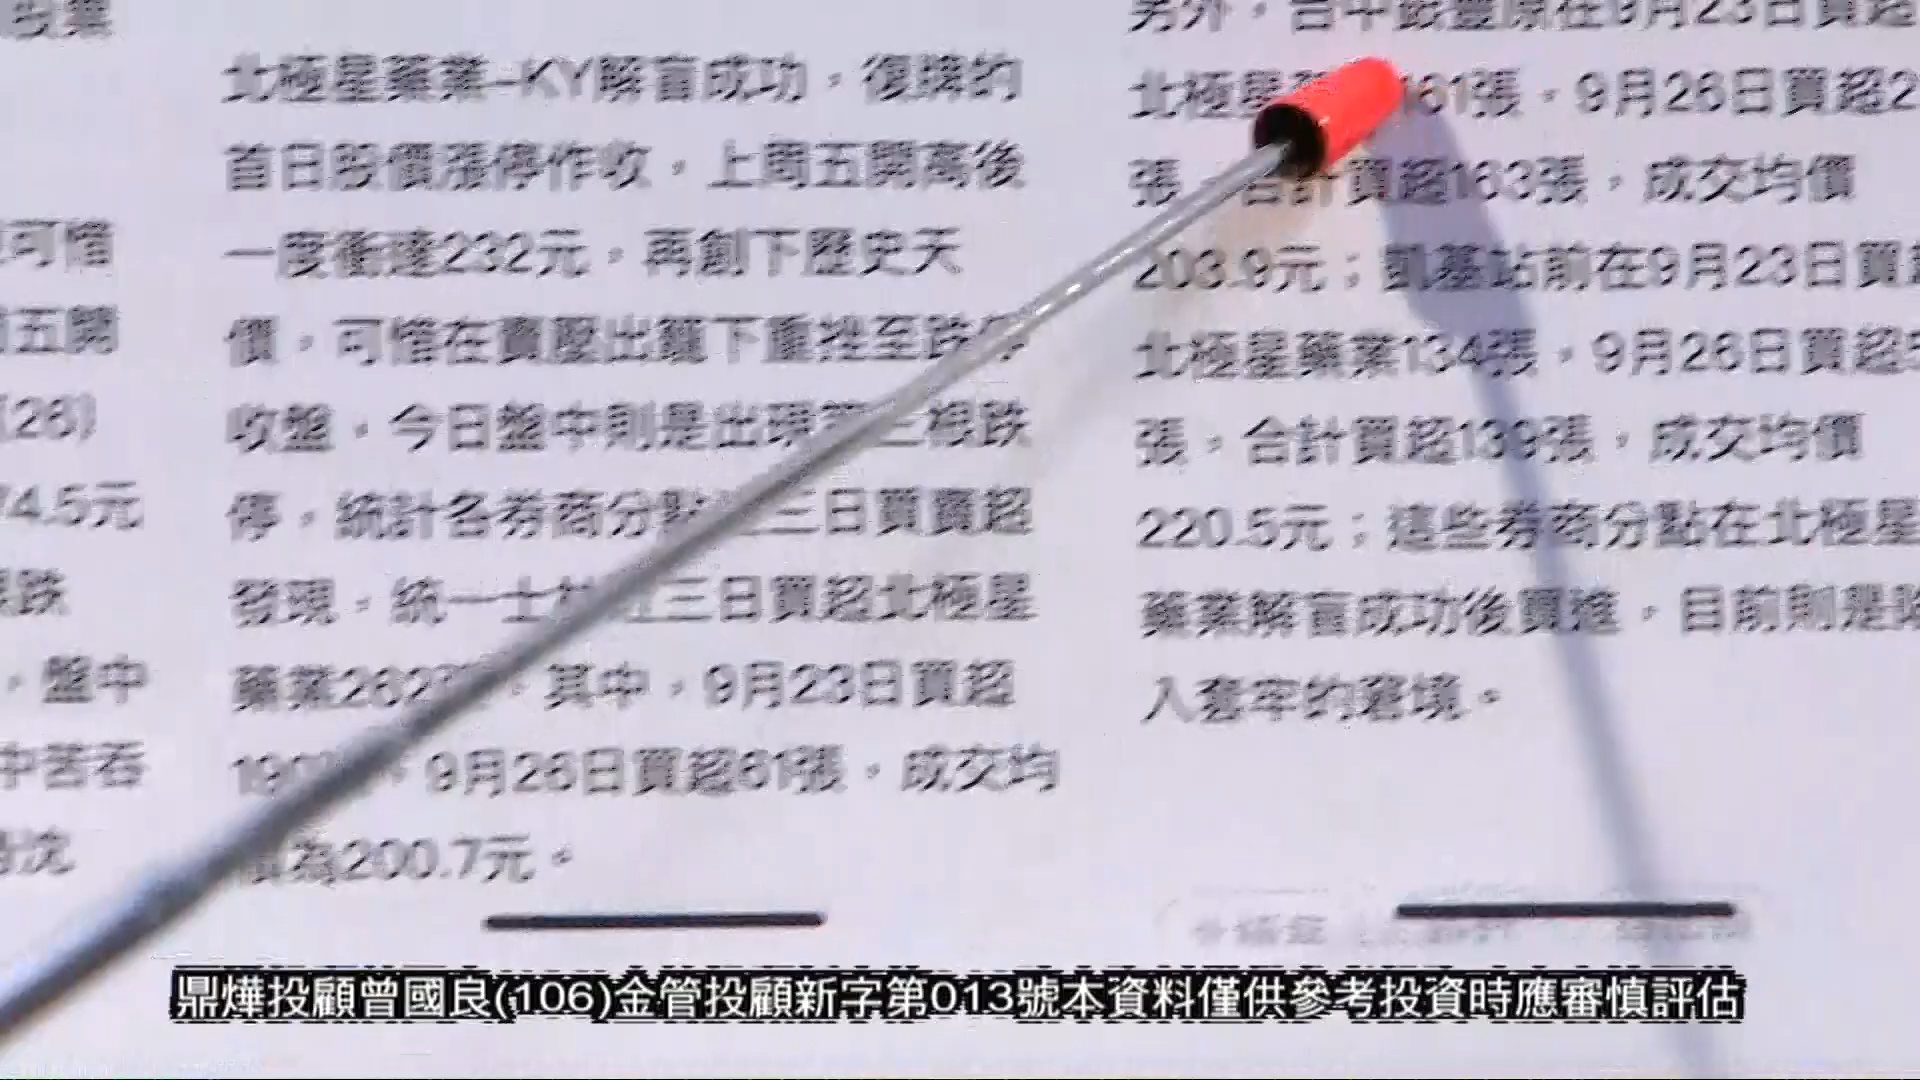 可惜
五開
(26)
74.5元
跌
，盤中
中苦吞
沈
北極星藥業–KY解盲成功，復牌約
首日股價漲停作收，上周五開高後
一度衝達232元，再創下歷史天
價，可惜在賣壓出籠下重挫至跌停
收盤，今日盤中則是出現第三根跌
停，統計各券商分點 三日買賣超
發現，統一士林 三日買超北極星
藥業262 ，其中，9月23日買超
19 ，9月26日買超61張，成交均
價為200.7元。
另外，台中 豐原在9月23日買超
北極星 161張，9月26日買超2
張，合計買超163張，成交均價
203.9元；凱基站前在9月23日買
北極星藥業134張，9月26日買超5
張，合計買超139張，成交均價
220.5元；這些券商分點在北極星
藥業解盲成功後買進，目前則是陷
入套牢的窘境。
鼎燁投顧曾國良(106)金管投顧新字第013號本資料僅供參考投資時應審慎評估